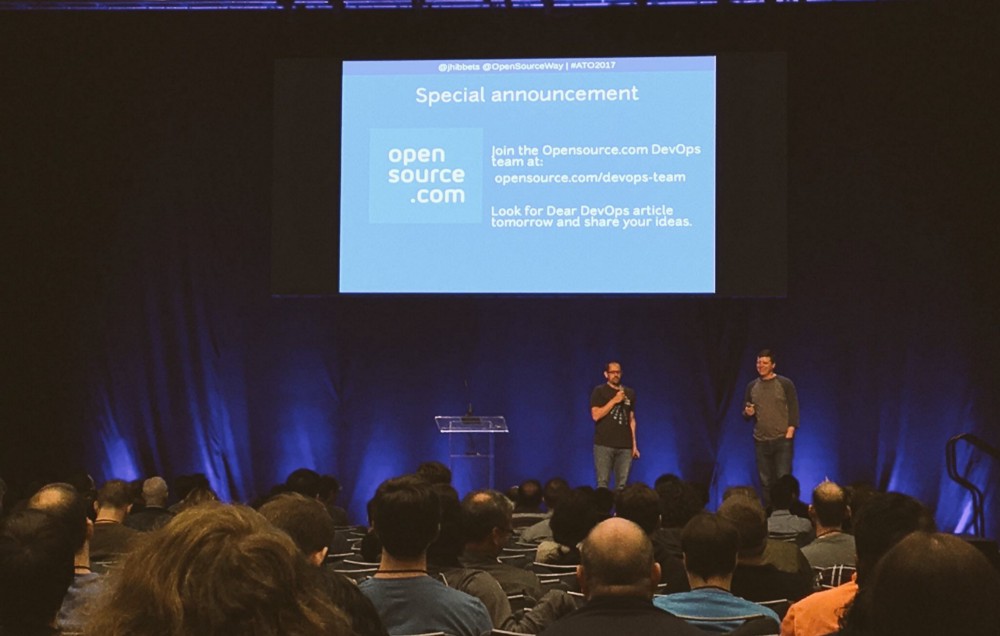 @jhibbets @OpenSourceWay | #ATO2017
Special announcement
open
source
.com
Join the Opensource.com DevOps
team at:
opensource.com/devops-team
Look for Dear DevOps article
tomorrow and share your ideas.